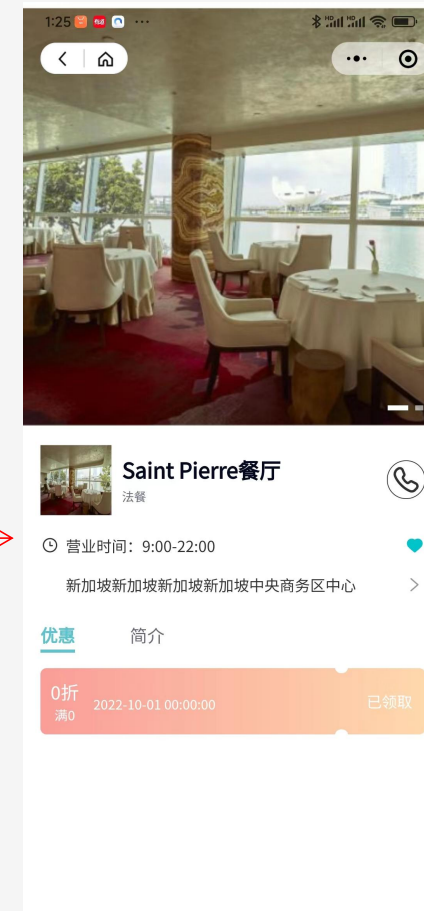 1:25
Saint Pierre餐厅
法餐
营业时间：9:00-22:00
新加坡新加坡新加坡新加坡中央商务区中心
优惠 简介
0折
满0
2022-10-01 00:00:00
已领取